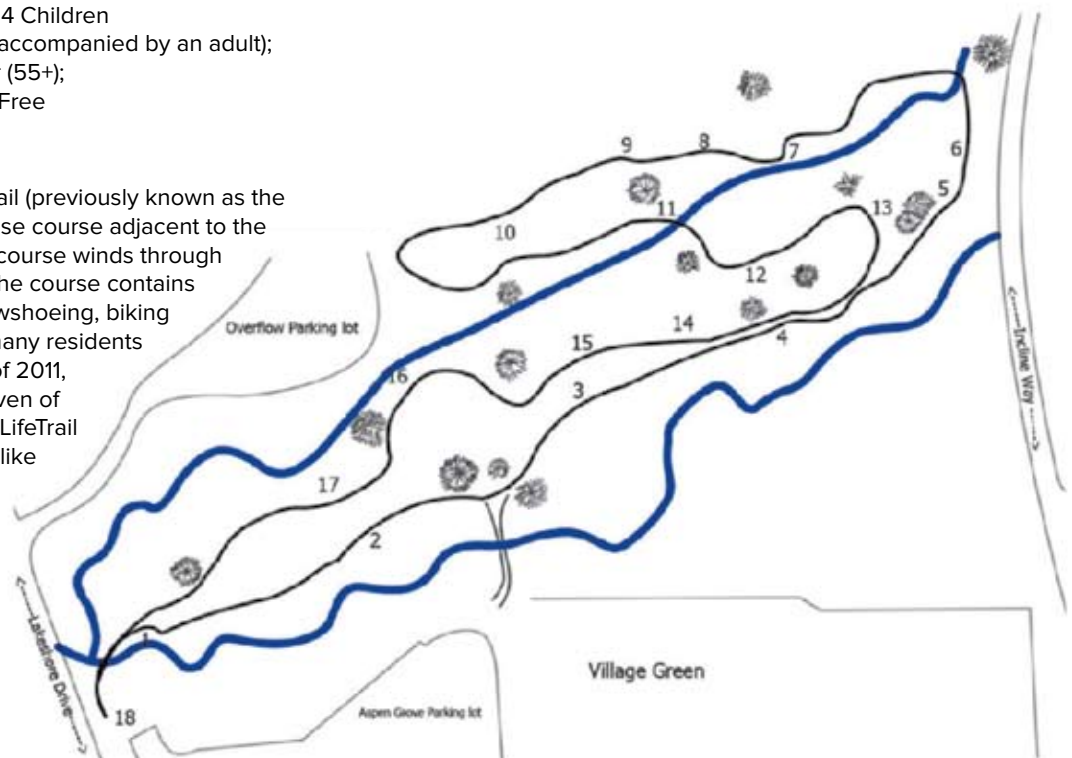 4 Children
accompanied by an adult);
(55+);
Free
ail (previously known as the
se course adjacent to the
course winds through
he course contains
wshoeing, biking
many residents
of 2011,
ven of
LifeTrail
like
9
8
7
6
5
11
13
10
12
Overflow Parking lot
14
4
15
3
16
Incline Way
17
2
1
Lakeshore Drive
18
Village Green
Aspen Grove Parking lot